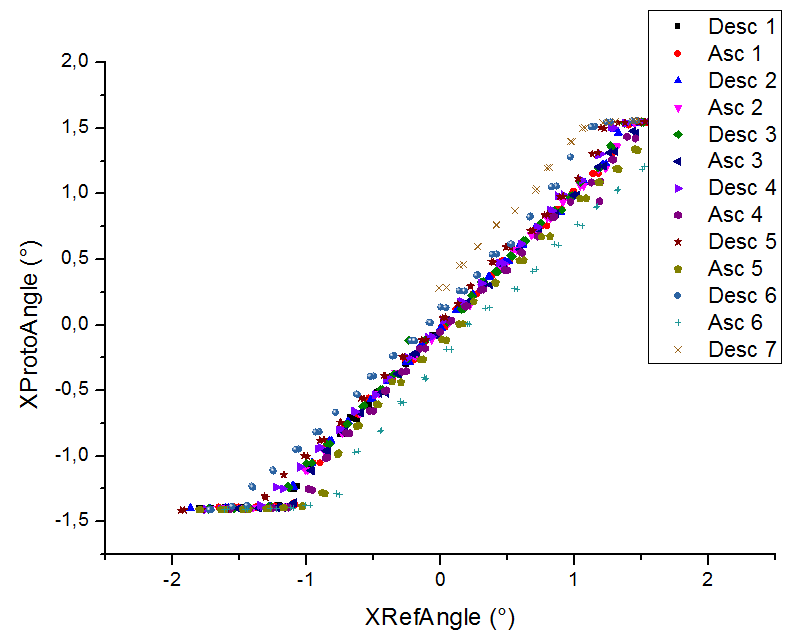 2,0
1,5
1,0
0,5
0,0
-0,5
-1,0
-1,5
XProtoAngle (°)
-2
-1
0
1
2
XRefAngle (°)
Desc 1
Asc 1
Desc 2
Asc 2
Desc 3
Asc 3
Desc 4
Asc 4
Desc 5
Asc 5
Desc 6
Asc 6
Desc 7